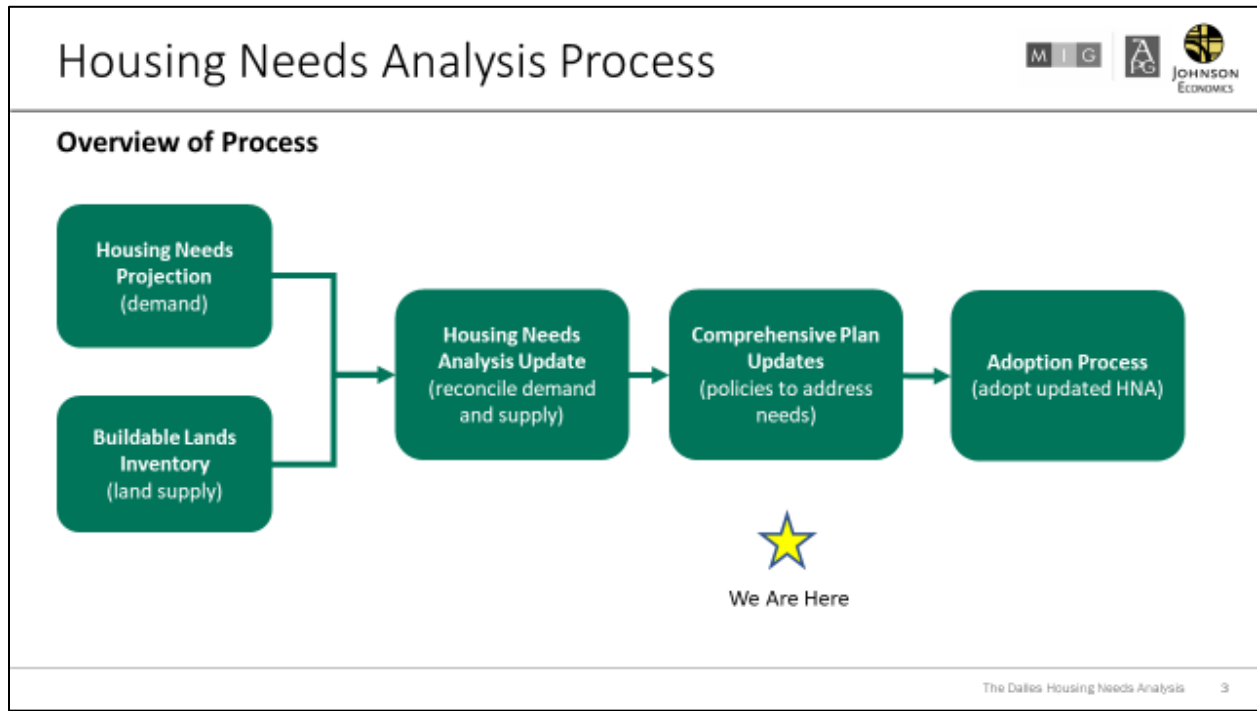 Housing Needs Analysis Process
M I G
APG
JOHNSON
ECONOMICS
Overview of Process
Housing Needs
Projection
(demand)
Buildable Lands
Inventory
(land supply)
Housing Needs
Analysis Update
(reconcile demand
and supply)
Comprehensive Plan
Updates
(policies to address
needs)
Adoption Process
(adopt updated HNA)
We Are Here
The Dalles Housing Needs Analysis 3